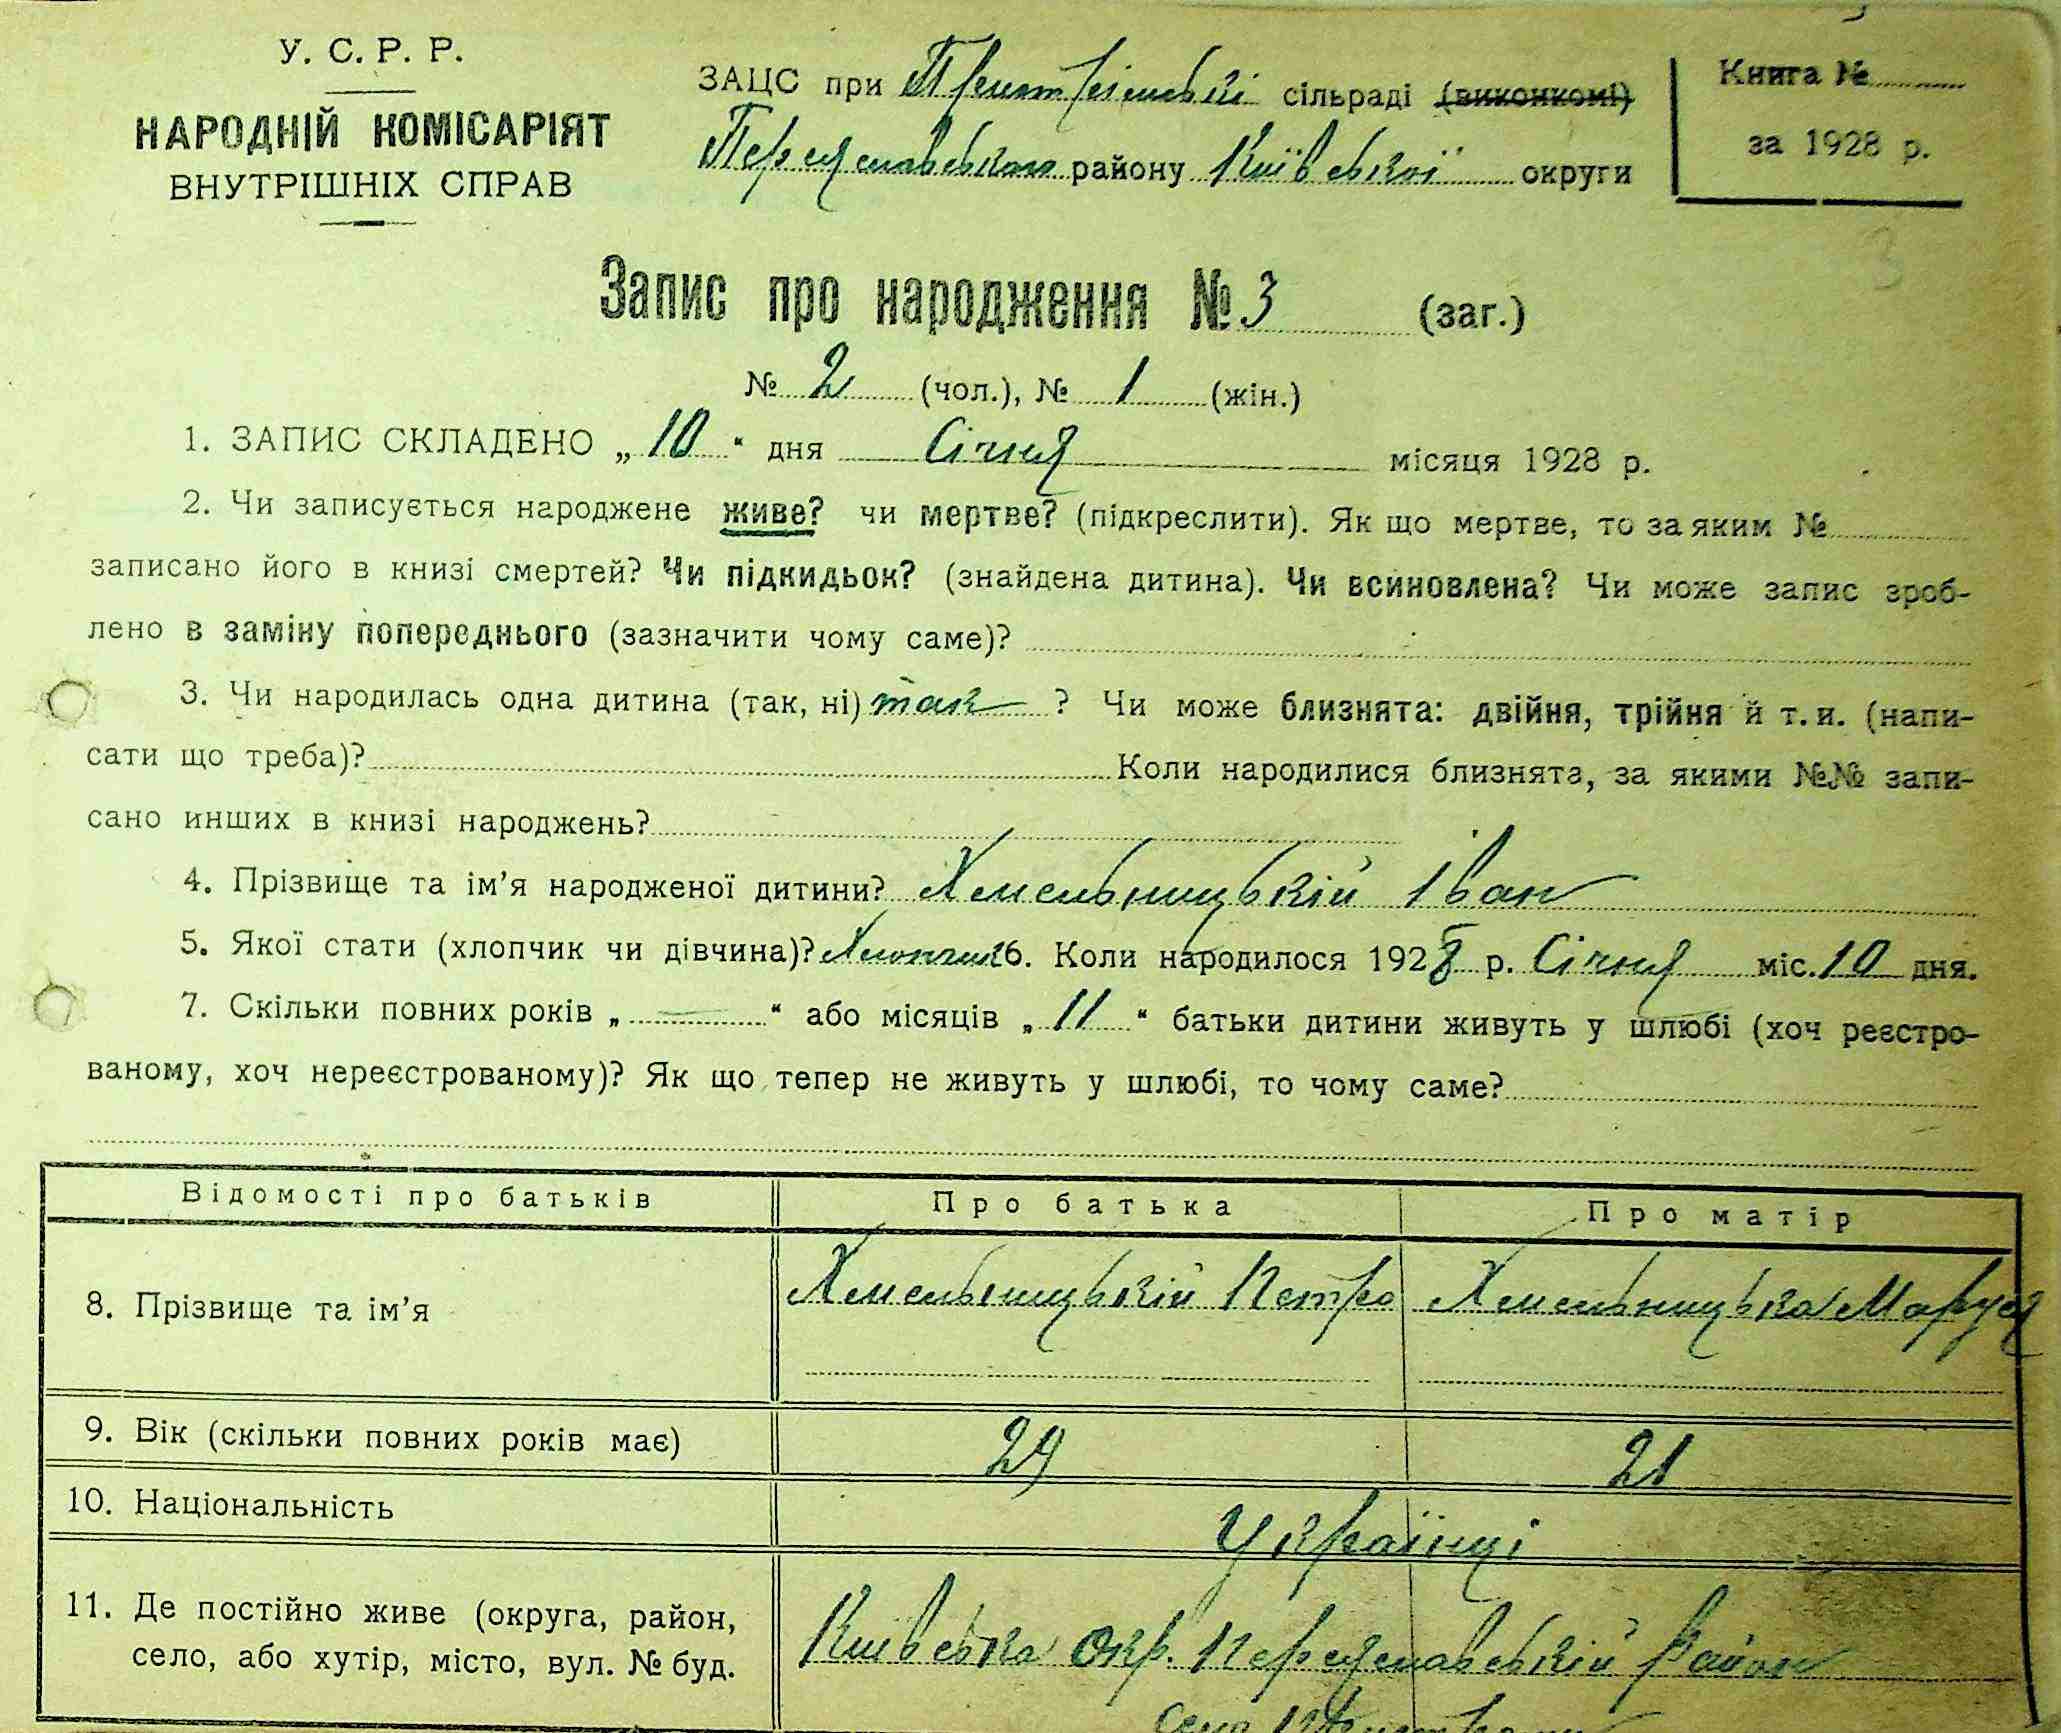 У. С. Р. Р.
НАРОДНІЙ КОМІСАРІЯТ
ВНУТРІШНІХ СПРАВ
ЗАЦС при сільраді (виконкомі)
Переяславського району Київської округи
Книга №
за 1928 р.
3
Запис про народження № 3 (заг.)
№ 2 (чол.), № 1 (жін.)
1. ЗАПИС СКЛАДЕНО „ 10 “ дня Січня місяця 1928 р.
2. Чи записується народжене живе? чи мертве? (підкреслити). Як що мертве, то за яким №
записано його в книзі смертей? Чи підкидьок? (знайдена дитина). Чи всиновлена? Чи може запис зроб-
лено в заміну попереднього (зазначити чому саме)?
3. Чи народилась одна дитина (так, ні) так ? Чи може близнята: двійня, трійня й т. и. (напи-
сати що треба)? Коли народилися близнята, за якими №№ запи-
сано инших в книзі народжень?
4. Прізвище та ім’я народженої дитини? Хмельницькій Іван
5. Якої стати (хлопчик чи дівчина)? Хлопчик 6. Коли народилося 1928 р. Січня міс. 10 дня.
7. Скільки повних років „ — “ або місяців „ 11 “ батьки дитини живуть у шлюбі (хоч реєстро-
ваному, хоч нереєстрованому)? Як що тепер не живуть у шлюбі, то чому саме?
Відомості про батьків Про батька Про матір
8. Прізвище та ім’я Хмельницькій Петро Хмельницька Маруся
9. Вік (скільки повних років має) 29 21
10. Національність Українці
11. Де постійно живе (округа, район,
село, або хутір, місто, вул. № буд.
Київська Окр. Переяславській район
село